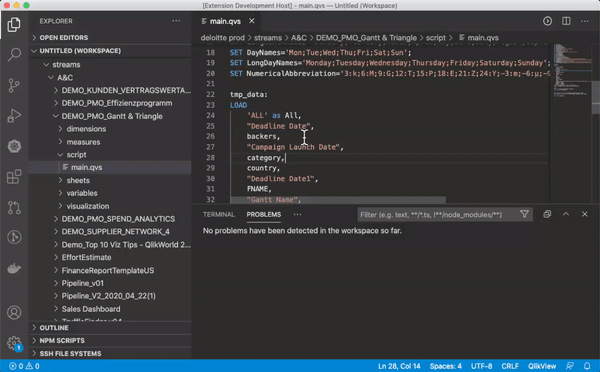 [Extension Development Host] - main.qvs — Untitled (Workspace)
EXPLORER
OPEN EDITORS
UNTITLED (WORKSPACE)
streams
A&C
DEMO_KUNDEN_VERTRAGSWERTA...
DEMO_PMO_Effizienzprogramm
DEMO_PMO_Gantt & Triangle
dimensions
measures
script
main.qvs
sheets
variables
visualization
DEMO_PMO_SPEND_ANALYTICS
DEMO_SUPPLIER_NETWORK_4
Demo_Top 10 Viz Tips - QlikWorld 2...
EffortEstimate
FinanceReportTemplateUS
Pipeline_v01
Pipeline_V2_2020_04_22(1)
Sales Dashboard
OUTLINE
NPM SCRIPTS
SSH FILE SYSTEMS
main.qvs
deloitte prod > streams > A&C > DEMO_PMO_Gantt & Triangle > script > main.qvs
18 SET DayNames='Mon;Tue;Wed;Thu;Fri;Sat;Sun';
19 SET LongDayNames='Monday;Tuesday;Wednesday;Thursday;Friday;Saturday;Sunday';
20 SET NumericalAbbreviation='3:k;6:M;9:G;12:T;15:P;18:E;21:Z;24:Y;-3:m;-6:μ;-9
21
22 tmp_data:
23 LOAD
24 'ALL' as All,
25 "Deadline Date",
26 backers,
27 "Campaign Launch Date",
28 category,
29 country,
30 "Deadline Date1",
31 FNAME,
32 "Gantt Name",
TERMINAL PROBLEMS ...
Filter (e.g. text, **/*.ts, !**/node_modules/**)
No problems have been detected in the workspace so far.
1
0 0
Ln 28, Col 14 Spaces: 4 UTF-8 CRLF QlikView